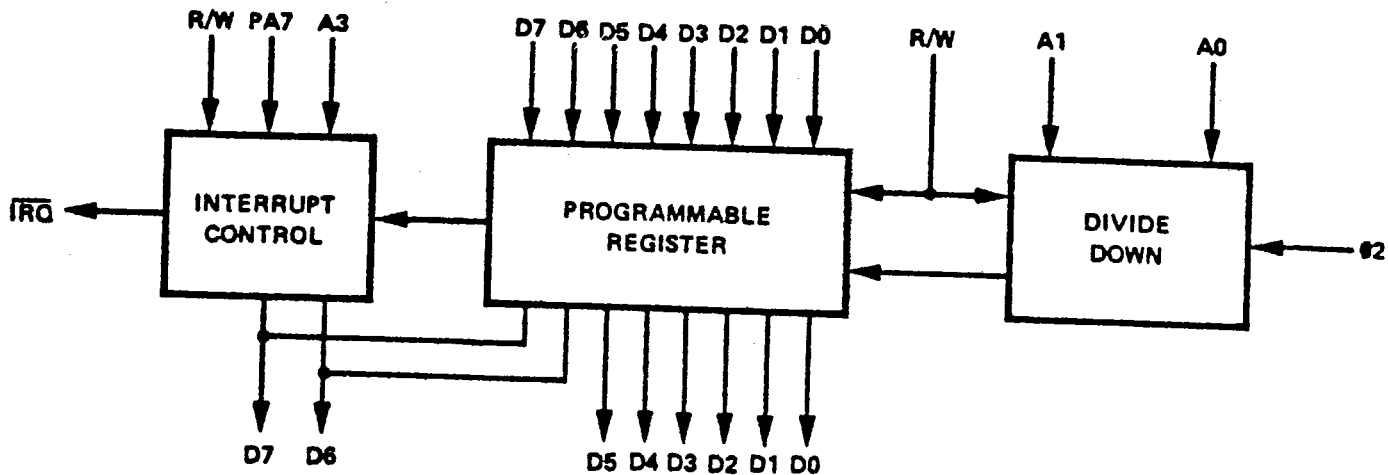 R/W PA7 A3
D7 D6 D5 D4 D3 D2 D1 D0
R/W
A1
A0
IRQ
INTERRUPT
CONTROL
PROGRAMMABLE
REGISTER
DIVIDE
DOWN
φ2
D7 D6
D5 D4 D3 D2 D1 D0